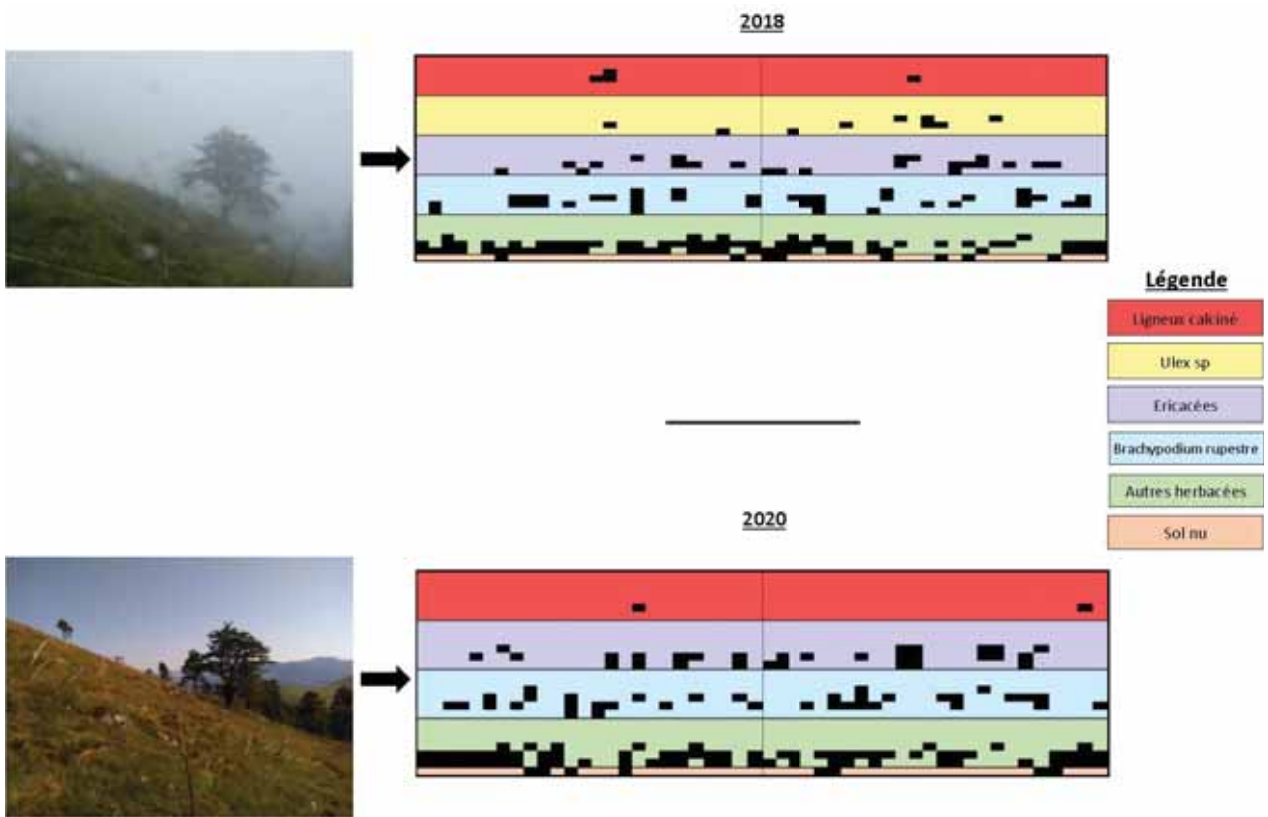 2018
Légende
Ligneux calciné
Ulex sp
Ericacées
Brachypodium rupestre
Autres herbacées
Sol nu
2020